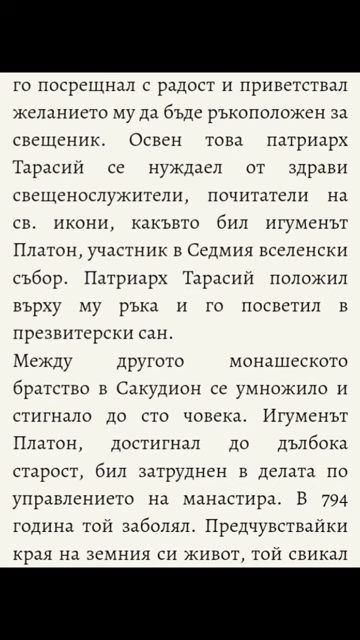 го посрещнал с радост и приветствал
желанието му да бъде ръкоположен за
свещеник. Освен това патриарх
Тарасий се нуждаел от здрави
свещенослужители, почитатели на
св. икони, какъвто бил игуменът
Платон, участник в Седмия вселенски
събор. Патриарх Тарасий положил
върху му ръка и го посветил в
презвитерски сан.
Между другото монашеското
братство в Сакудион се умножило и
стигнало до сто човека. Игуменът
Платон, достигнал до дълбока
старост, бил затруднен в делата по
управлението на манастира. В 794
година той заболял. Предчувствайки
края на земния си живот, той свикал